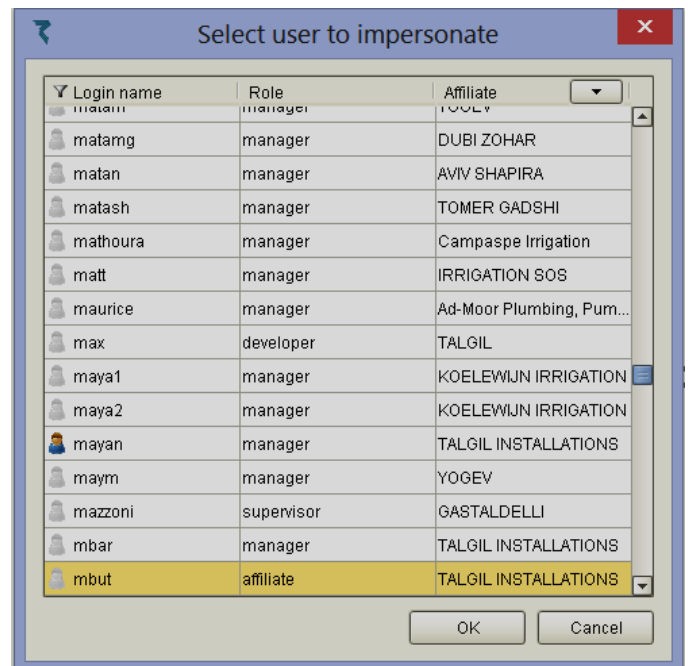 Select user to impersonate
x
Login name Role Affiliate
matam manager YOGEV
matamg manager DUBI ZOHAR
matan manager AVIV SHAPIRA
matash manager TOMER GADSHI
mathoura manager Campaspe Irrigation
matt manager IRRIGATION SOS
maurice manager Ad-Moor Plumbing, Pum...
max developer TALGIL
maya1 manager KOELEWIJN IRRIGATION
maya2 manager KOELEWIJN IRRIGATION
mayan manager TALGIL INSTALLATIONS
maym manager YOGEV
mazzoni supervisor GASTALDELLI
mbar manager TALGIL INSTALLATIONS
mbut affiliate TALGIL INSTALLATIONS
OK Cancel